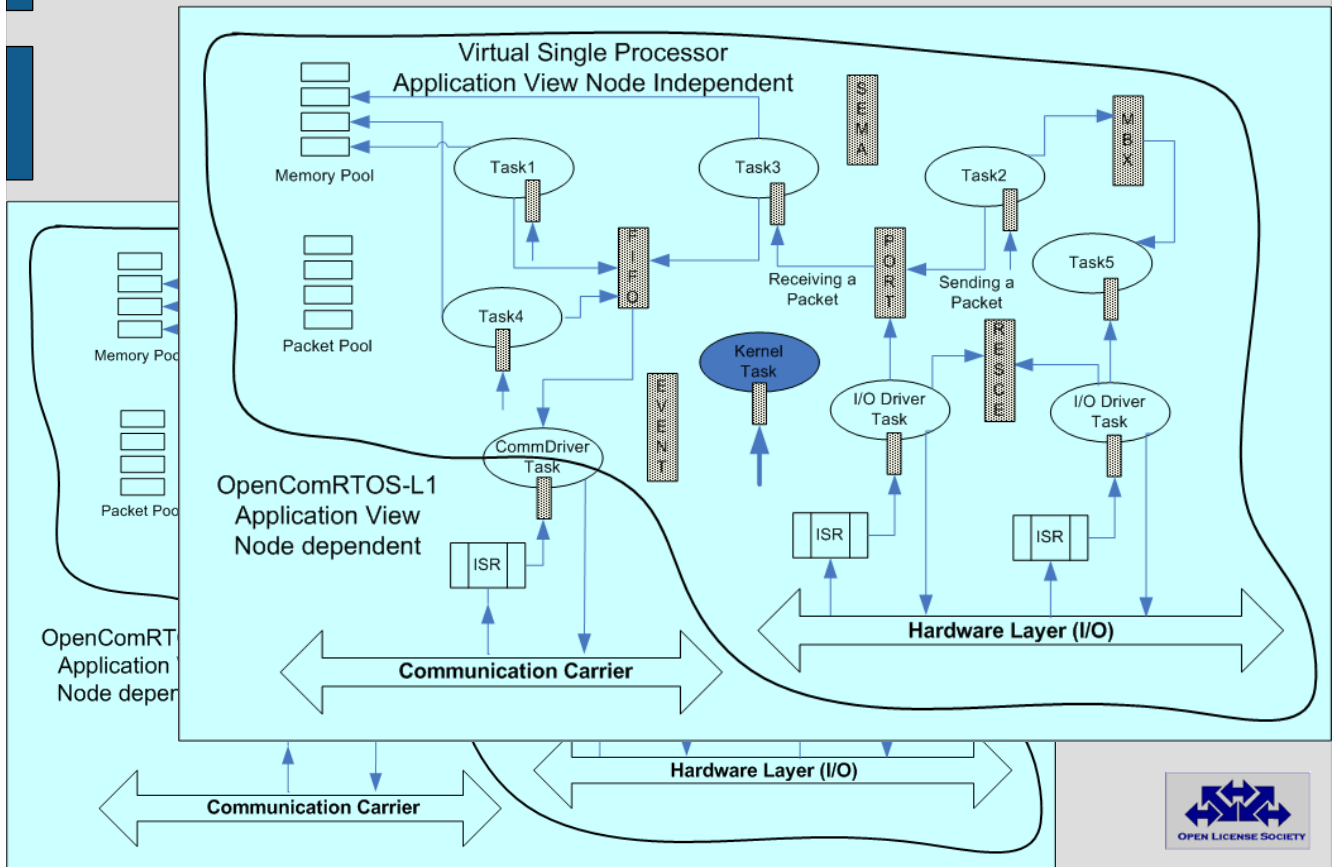 Virtual Single Processor
Application View Node Independent
SEMA
MBX
Task1
Task3
Task2
Memory Pool
FIFO
PORT
Task5
Receiving a
Packet
Sending a
Packet
Task4
Packet Pool
Kernel
Task
RESCE
EVENT
I/O Driver
Task
I/O Driver
Task
CommDriver
Task
OpenComRTOS-L1
Application View
Node dependent
ISR
ISR
ISR
Hardware Layer (I/O)
Communication Carrier
Memory Poo
Packet Poo
OpenComRTO
Application
Node depen
Hardware Layer (I/O)
Communication Carrier
OPEN LICENSE SOCIETY